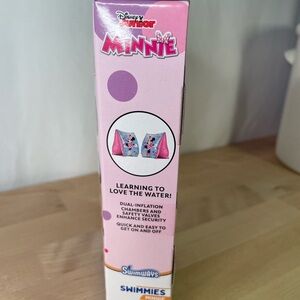 Disney
Junior
MINNIE
LEARNING TO
LOVE THE WATER!
DUAL-INFLATION
CHAMBERS AND
SAFETY VALVES
ENHANCE SECURITY
QUICK AND EASY TO
GET ON AND OFF
SwimWays
SWIMMIES